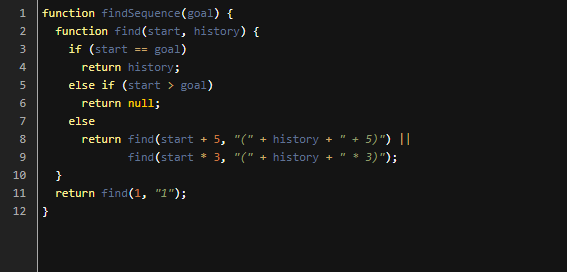 1 function findSequence(goal) {
2   function find(start, history) {
3     if (start == goal)
4       return history;
5     else if (start > goal)
6       return null;
7     else
8       return find(start + 5, "(" + history + " + 5)") ||
9              find(start * 3, "(" + history + " * 3)");
10   }
11   return find(1, "1");
12 }